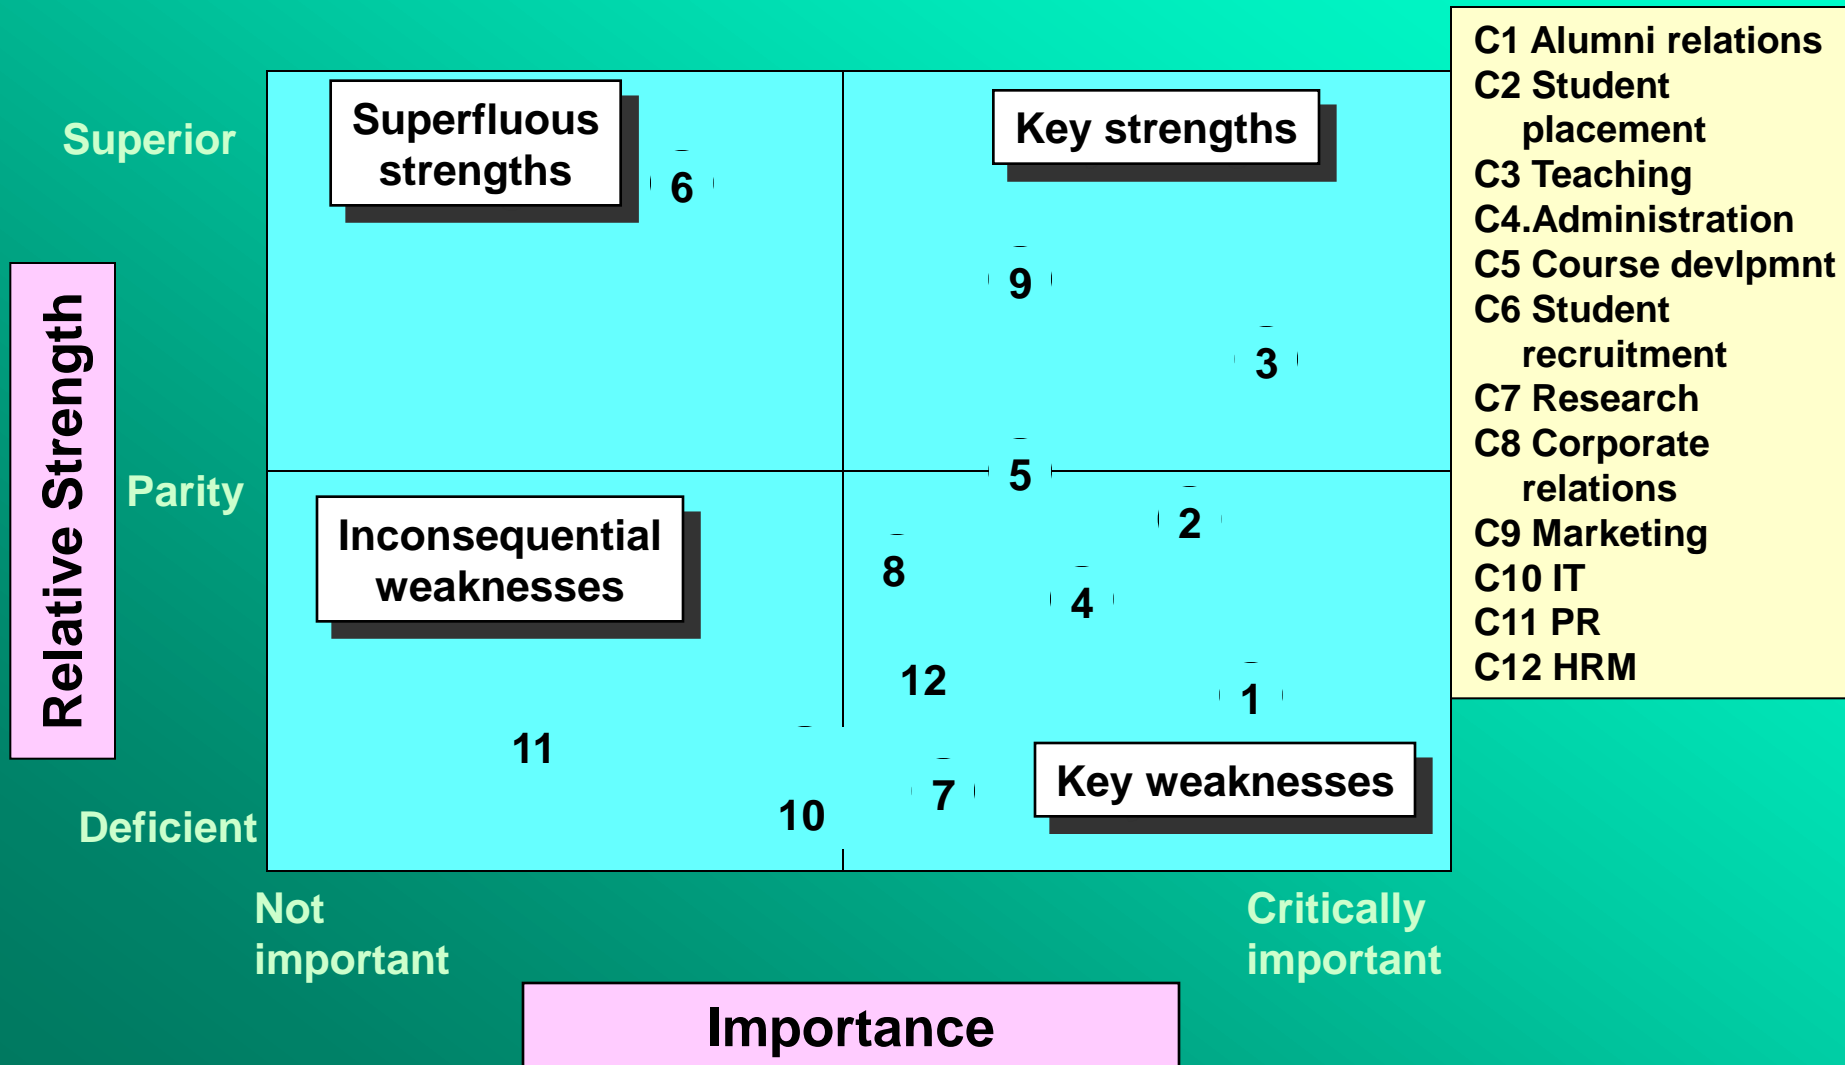 Superior
Parity
Deficient
Relative Strength
Superfluous
strengths
Key strengths
6
9
3
5
2
8
4
12
1
11
10
7
Inconsequential
weaknesses
Key weaknesses
Not
important
Critically
important
Importance
C1 Alumni relations
C2 Student
placement
C3 Teaching
C4.Administration
C5 Course devlpmnt
C6 Student
recruitment
C7 Research
C8 Corporate
relations
C9 Marketing
C10 IT
C11 PR
C12 HRM